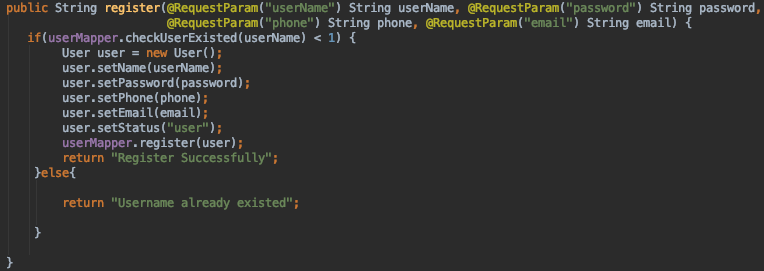 public String register(@RequestParam("userName") String userName, @RequestParam("password") String password,
@RequestParam("phone") String phone, @RequestParam("email") String email) {
if(userMapper.checkUserExisted(userName) < 1) {
User user = new User();
user.setName(userName);
user.setPassword(password);
user.setPhone(phone);
user.setEmail(email);
user.setStatus("user");
userMapper.register(user);
return "Register Successfully";
}else{
return "Username already existed";
}
}